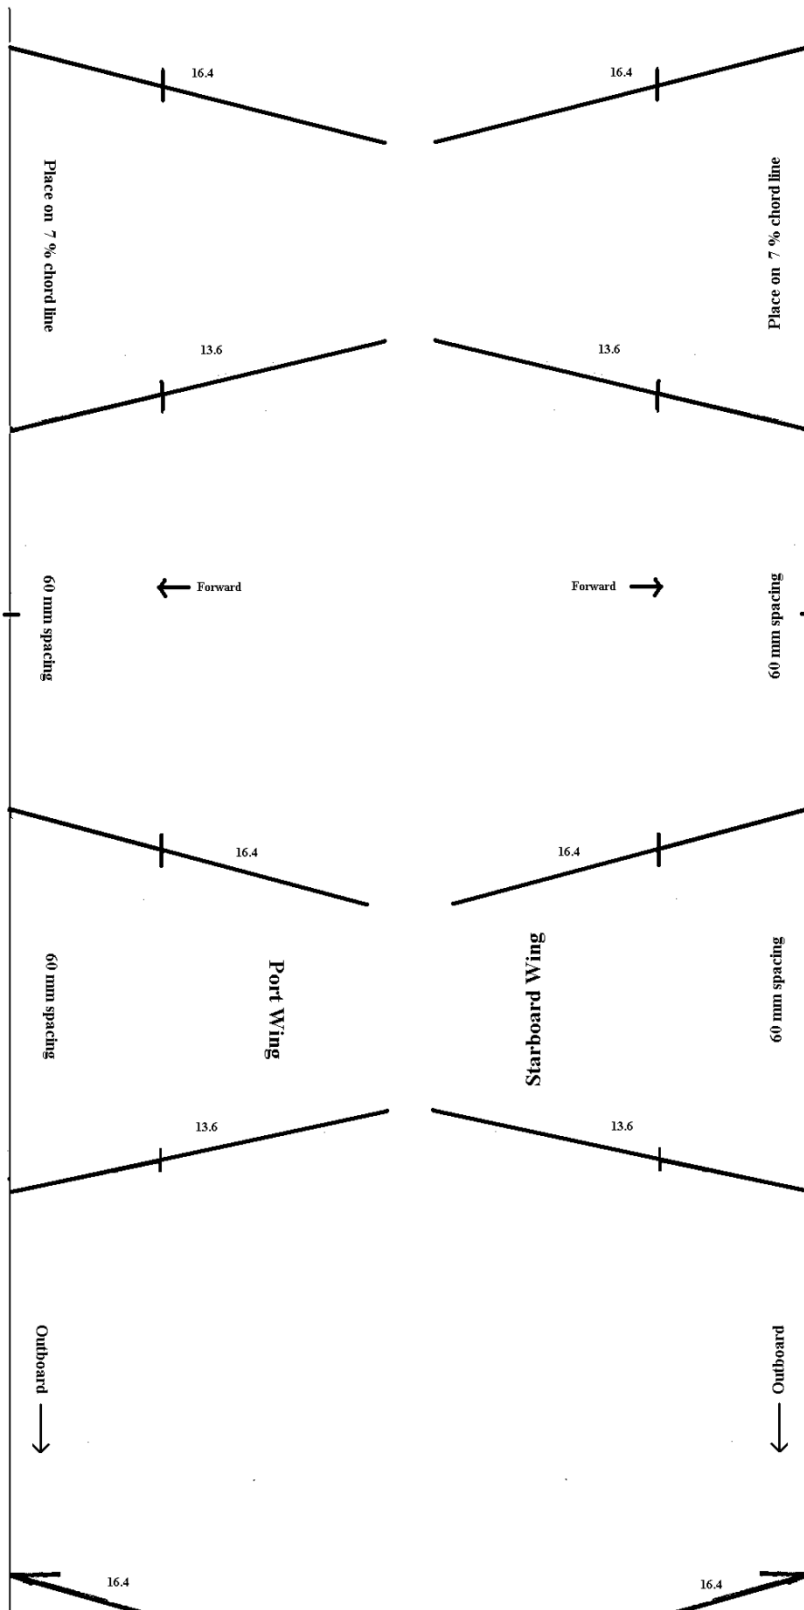 16.4
16.4
Place on 7 % chord line
Place on 7 % chord line
13.6
13.6
60 mm spacing
Forward
Forward
60 mm spacing
16.4
16.4
60 mm spacing
Port Wing
Starboard Wing
60 mm spacing
13.6
13.6
Outboard
Outboard
16.4
16.4